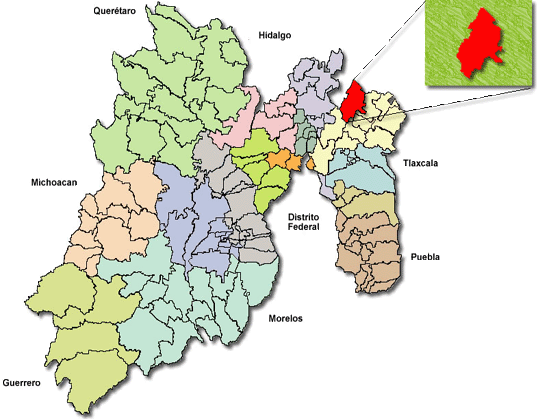 Querétaro
Hidalgo
Tlaxcala
Michoacan
Distrito
Federal
Puebla
Morelos
Guerrero